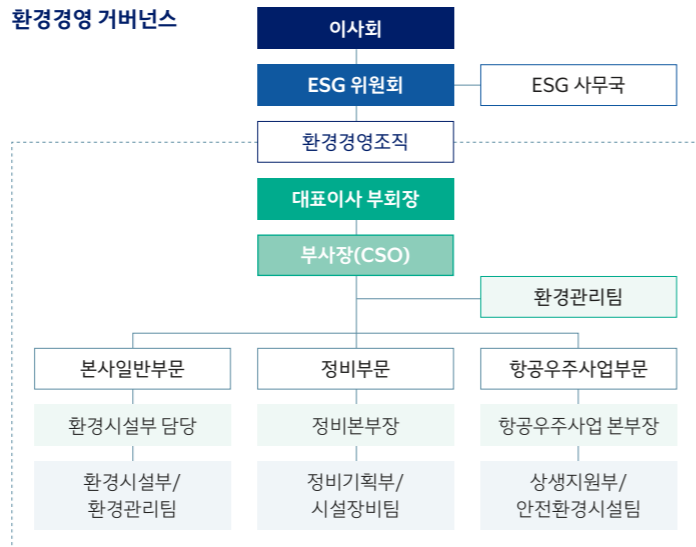 환경경영 거버넌스
이사회
ESG 위원회
ESG 사무국
환경경영조직
대표이사 부회장
부사장(CSO)
환경관리팀
본사일반부문
정비부문
항공우주사업부문
환경시설부 담당
정비본부장
항공우주사업 본부장
환경시설부/
환경관리팀
정비기획부/
시설장비팀
상생지원부/
안전환경시설팀